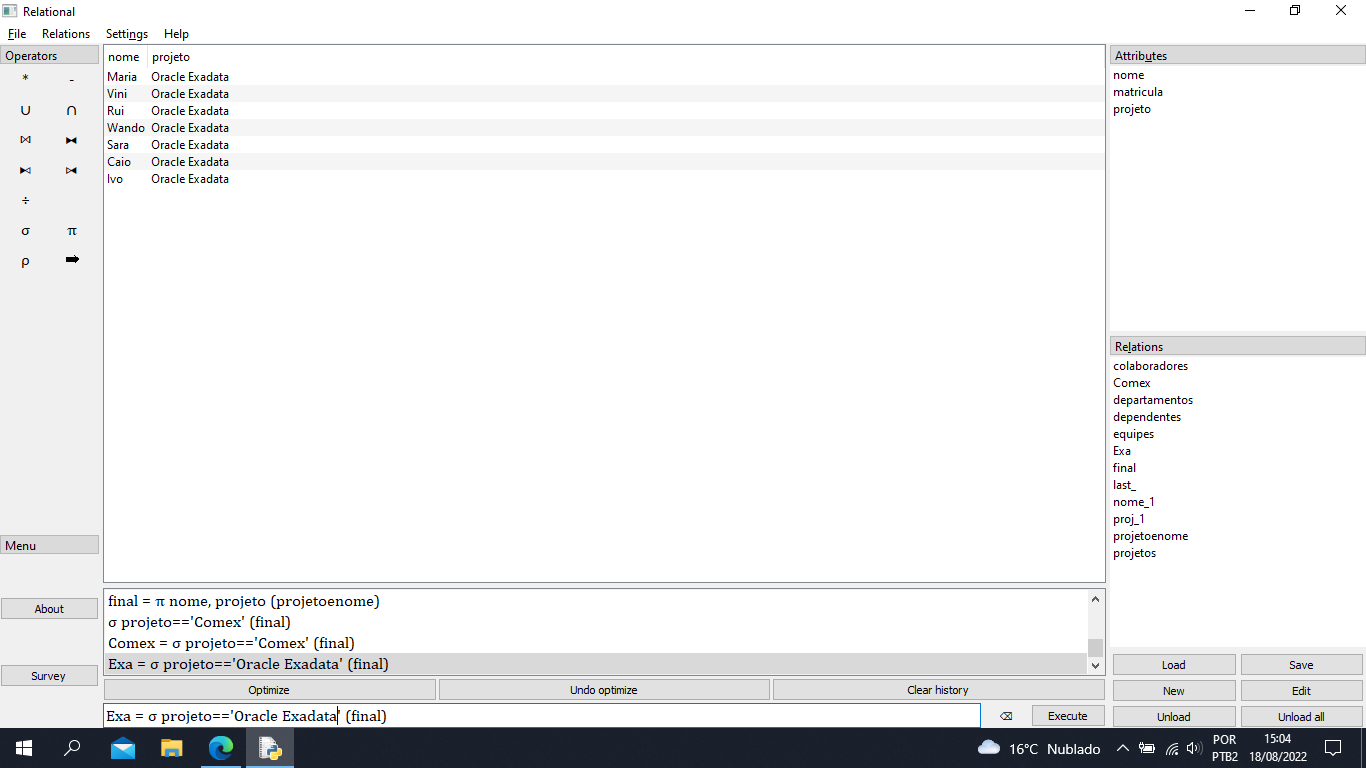 Relational
File Relations Settings Help
Operators
* -
∪ ∩
⋈ ⧓
⧑ ⧒
÷
σ π
ρ ➡
Menu
About
Survey
nome projeto
Maria Oracle Exadata
Vini Oracle Exadata
Rui Oracle Exadata
Wando Oracle Exadata
Sara Oracle Exadata
Caio Oracle Exadata
Ivo Oracle Exadata
final = π nome, projeto (projetoenome)
σ projeto=='Comex' (final)
Comex = σ projeto=='Comex' (final)
Exa = σ projeto=='Oracle Exadata' (final)
Optimize Undo optimize Clear history
Exa = σ projeto=='Oracle Exadata' (final)
⌫ Execute
Attributes
nome
matricula
projeto
Relations
colaboradores
Comex
departamentos
dependentes
equipes
Exa
final
last_
nome_1
proj_1
projetoenome
projetos
Load Save
New Edit
Unload Unload all
16°C Nublado
POR
PTB2
15:04
18/08/2022